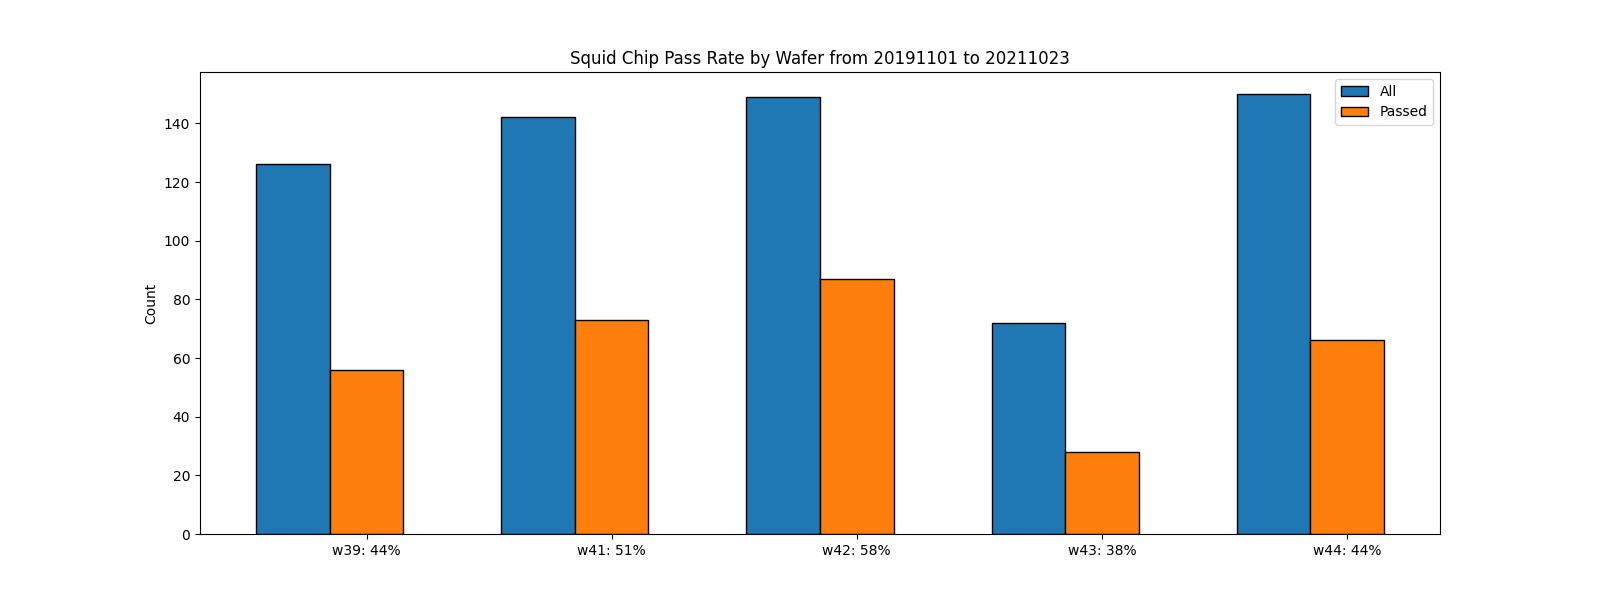 Squid Chip Pass Rate by Wafer from 20191101 to 20211023
All
Passed
140
120
100
80
60
40
20
0
Count
w39: 44%
w41: 51%
w42: 58%
w43: 38%
w44: 44%